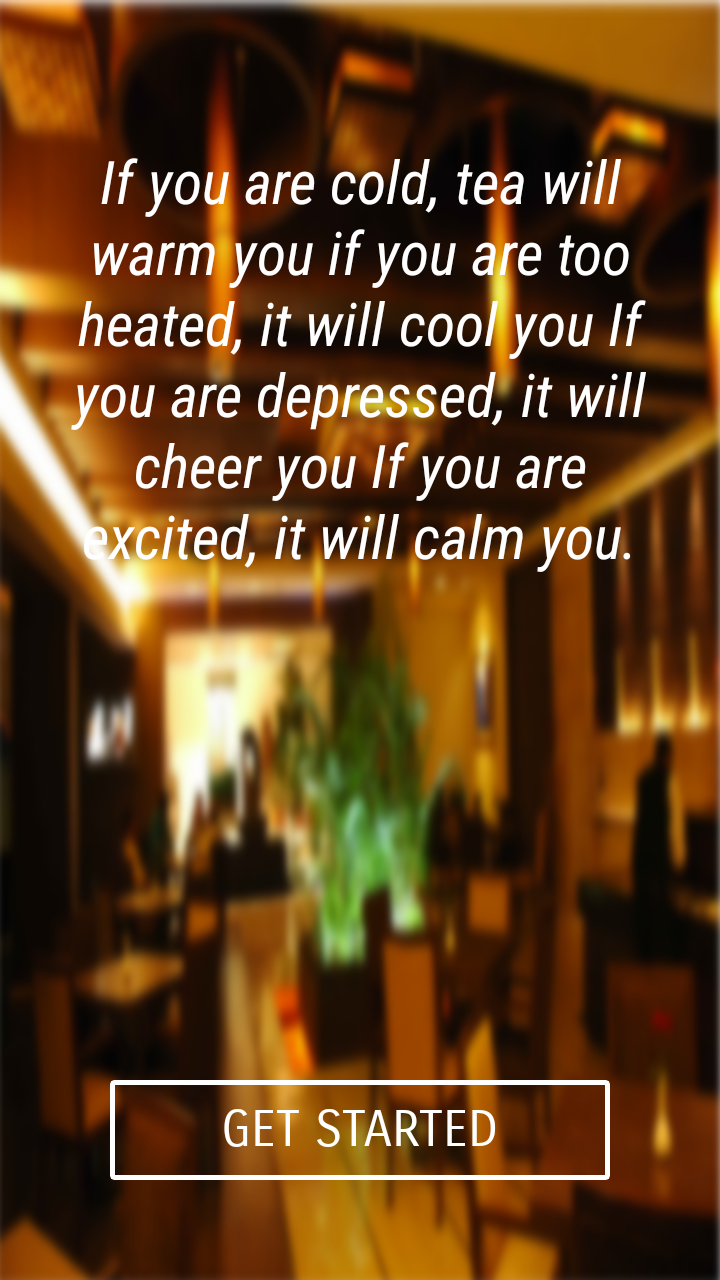 If you are cold, tea will
warm you if you are too
heated, it will cool you If
you are depressed, it will
cheer you If you are
excited, it will calm you.
GET STARTED